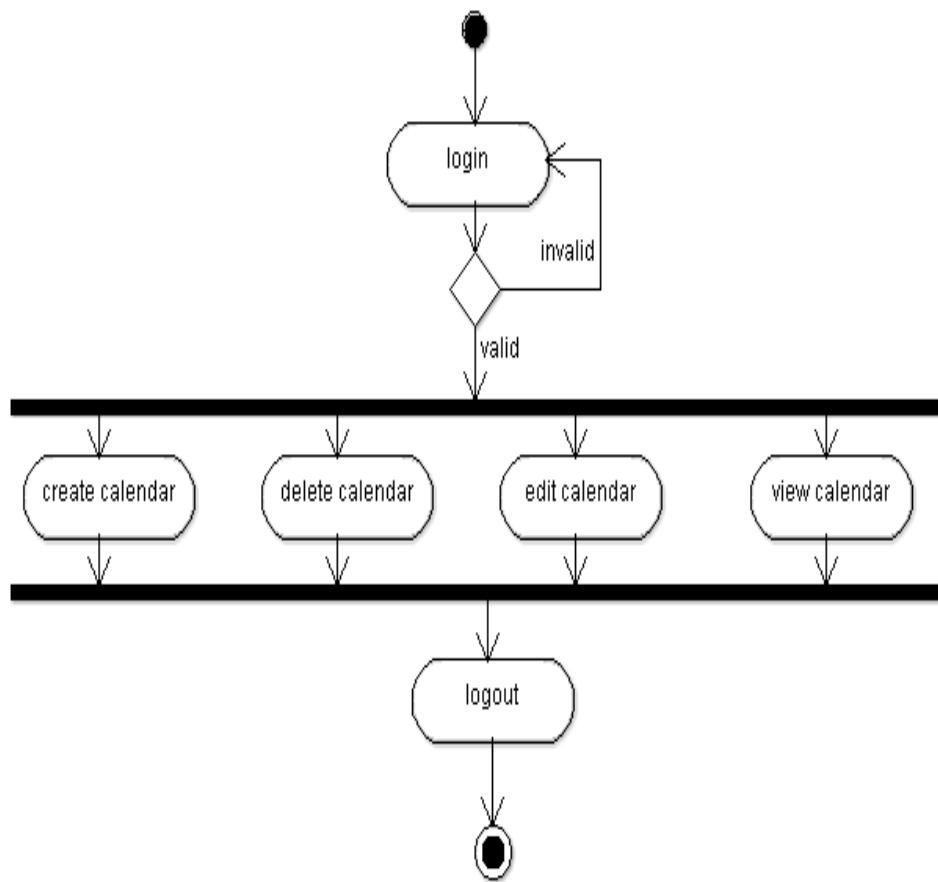 login
invalid
valid
create calendar
delete calendar
edit calendar
view calendar
logout